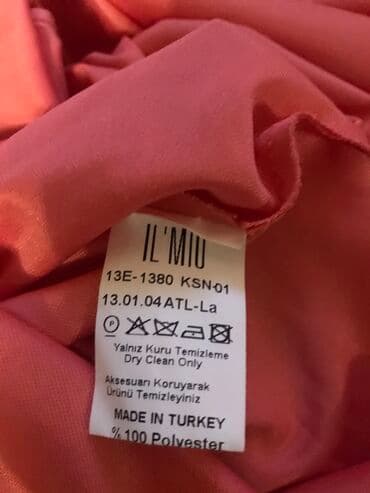 IL'MIO
13E-1380 KSN-01
13.01.04 ATL-La
P
Yalnız Kuru Temizleme
Dry Clean Only
Aksesuarı Koruyarak
Ürünü Temizleyiniz
MADE IN TURKEY
% 100 Polyester